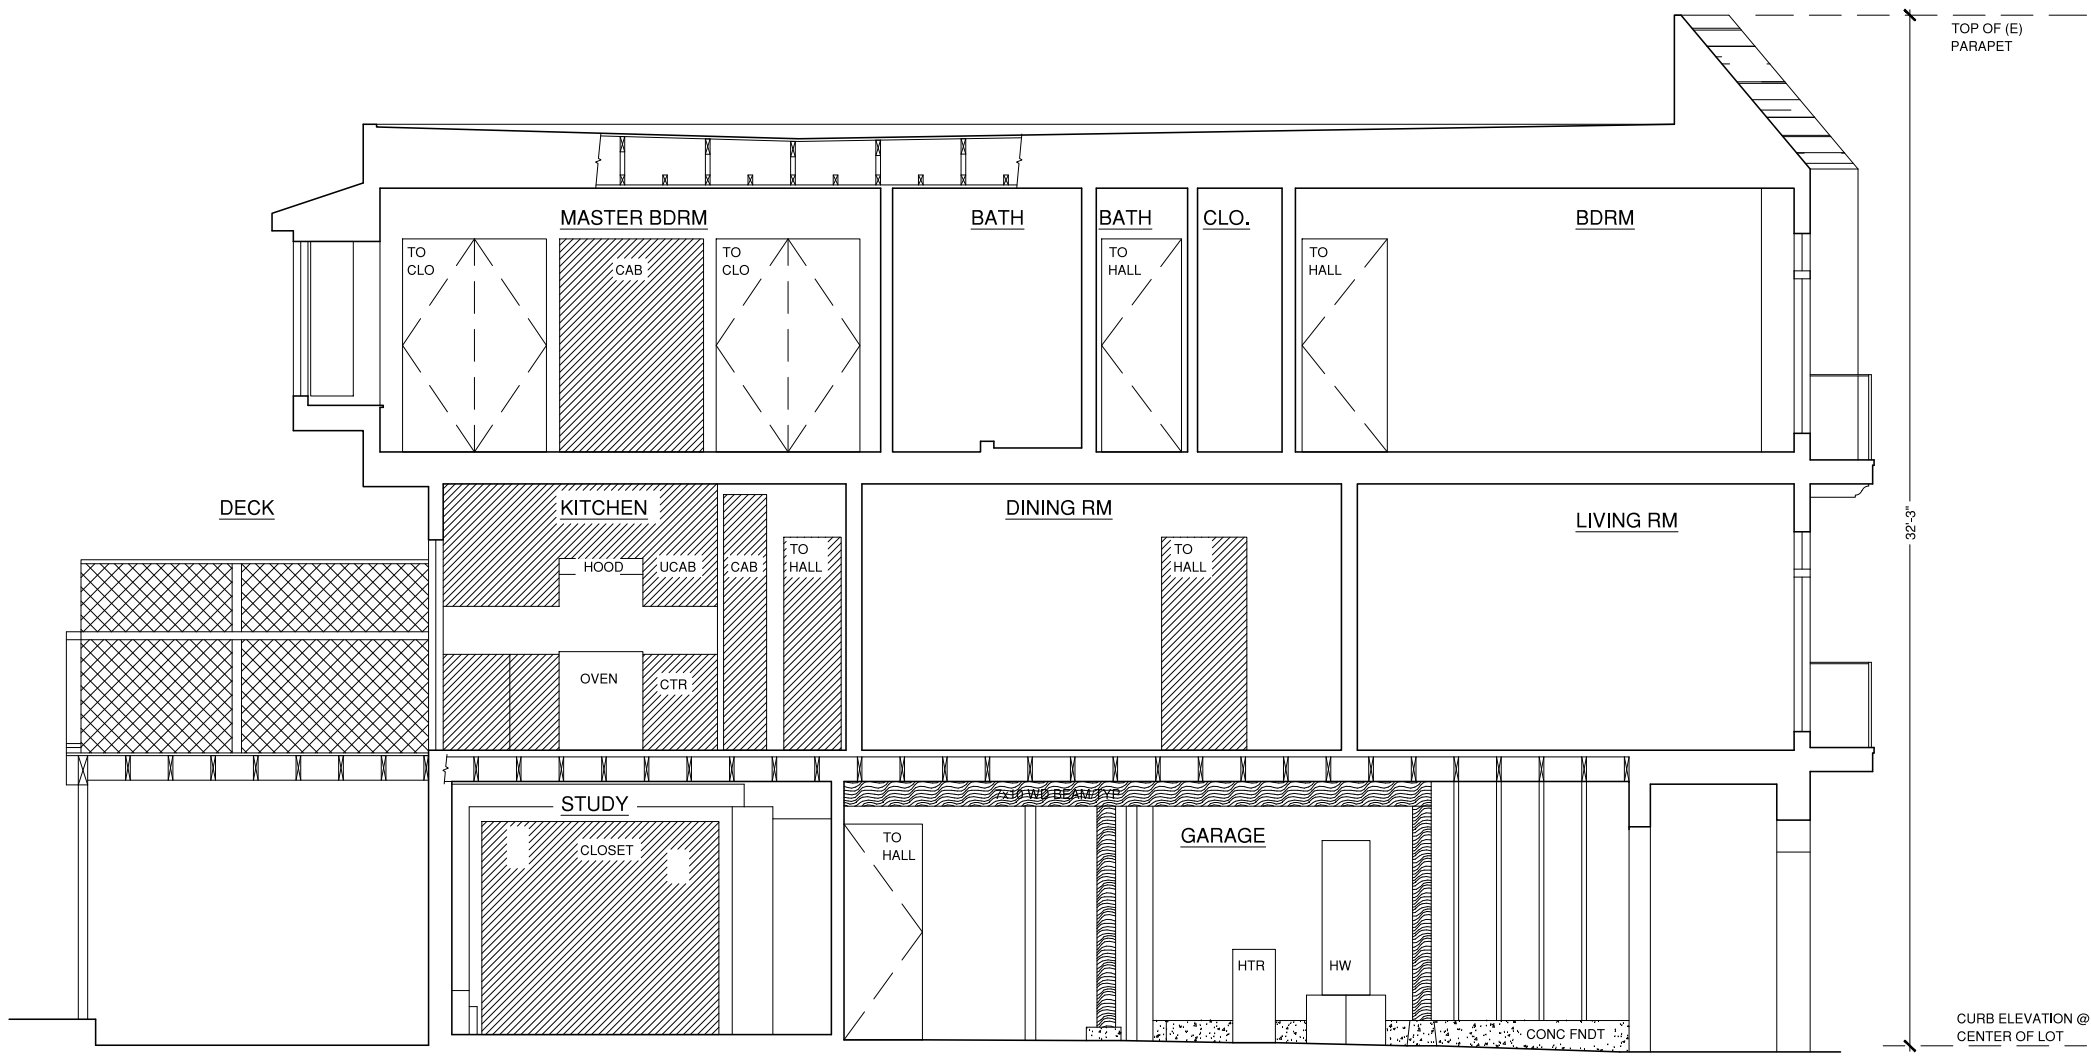 TOP OF (E)
PARAPET
MASTER BDRM
BATH
BATH
CLO.
BDRM
TO
CLO
CAB
TO
CLO
TO
HALL
TO
HALL
DECK
KITCHEN
DINING RM
LIVING RM
32'-3"
HOOD
UCAB
CAB
TO
HALL
TO
HALL
OVEN
CTR
7x10 WD BEAM/TYP
STUDY
CLOSET
TO
HALL
GARAGE
HTR
HW
CONC FNDT
CURB ELEVATION @
CENTER OF LOT